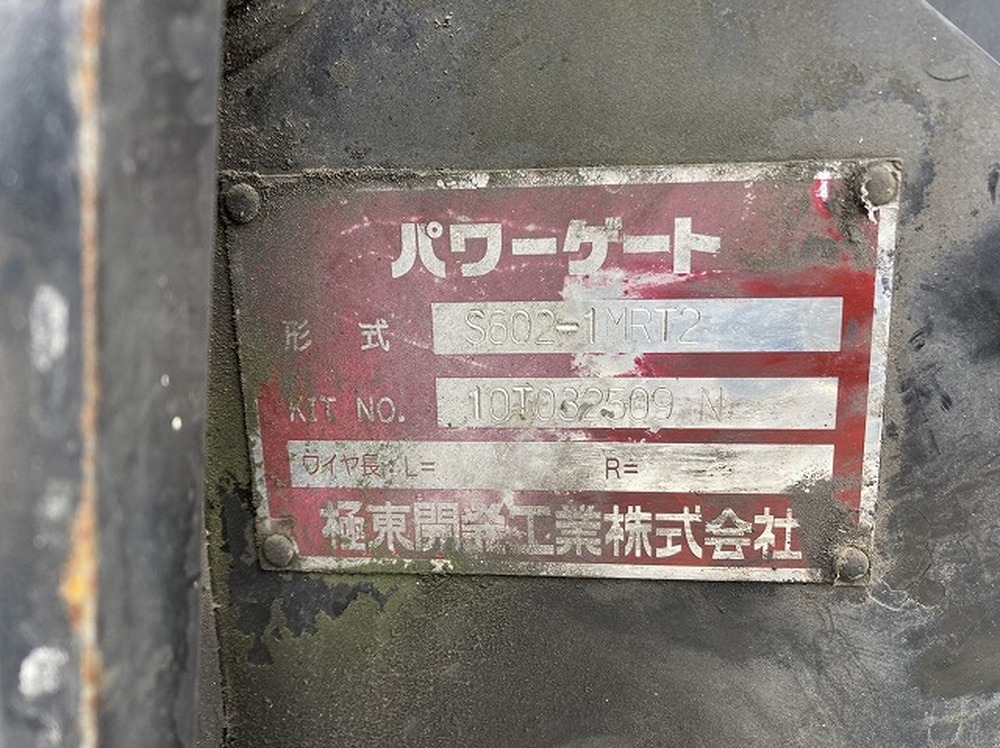 パワーゲート
形 式 S602-1MRT2
KIT NO. 10T032509 N
ワイヤ長：L= R=
極東開発工業株式会社